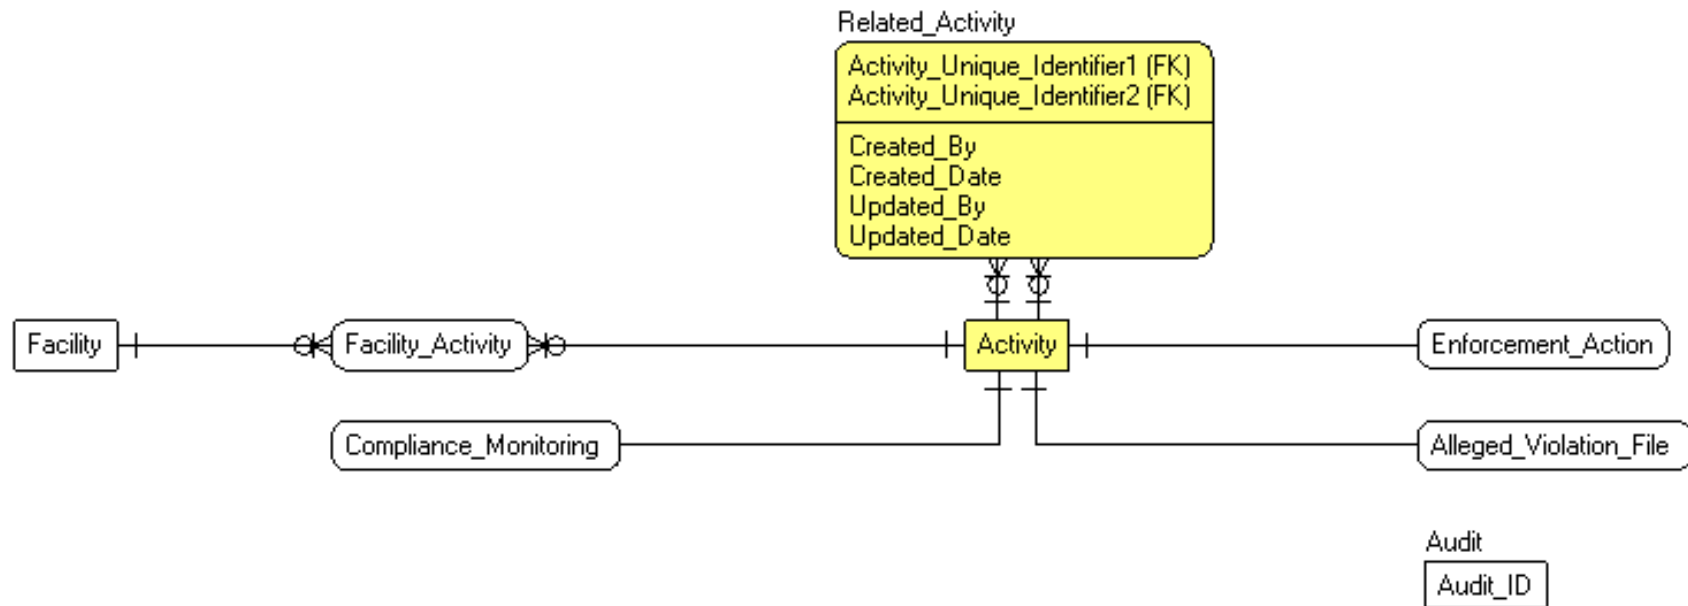 Related_Activity
Activity_Unique_Identifier1 (FK)
Activity_Unique_Identifier2 (FK)
Created_By
Created_Date
Updated_By
Updated_Date
Facility
Facility_Activity
Activity
Enforcement_Action
Compliance_Monitoring
Alleged_Violation_File
Audit
Audit_ID